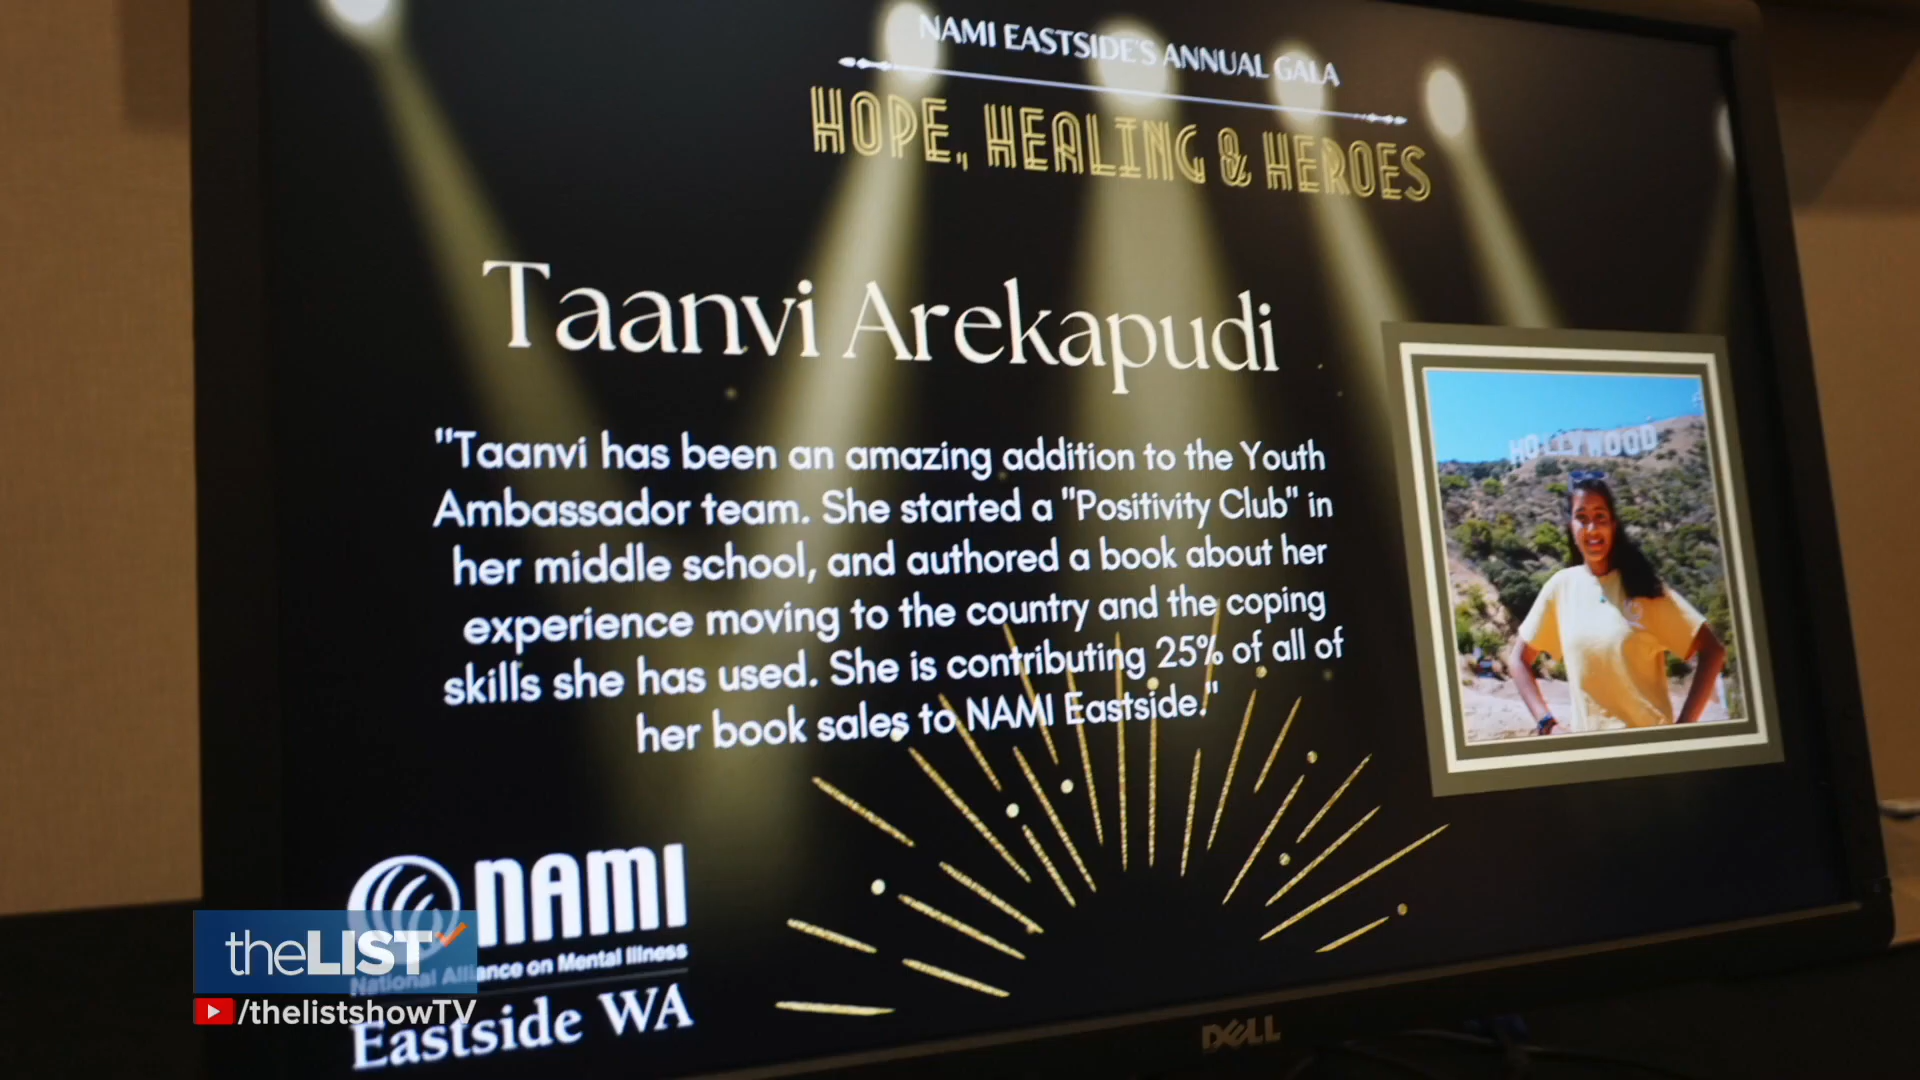 NAMI EASTSIDE'S ANNUAL GALA
HOPE, HEALING & HEROES
Taanvi Arekapudi
"Taanvi has been an amazing addition to the Youth
Ambassador team. She started a "Positivity Club" in
her middle school, and authored a book about her
experience moving to the country and the coping
skills she has used. She is contributing 25% of all of
her book sales to NAMI Eastside."
HOLLYWOOD
NAMI
National Alliance on Mental Illness
Eastside WA
theLIST
/thelistshowTV
DELL